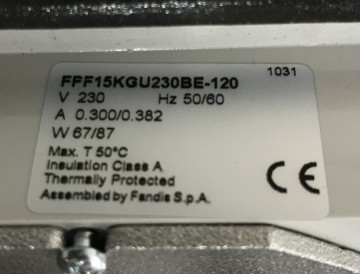 FPF15KGU230BE-120 1031
V 230 Hz 50/60
A 0.300/0.382
W 67/87
Max. T 50°C
Insulation Class A
Thermally Protected
Assembled by Fandis S.p.A.
CE